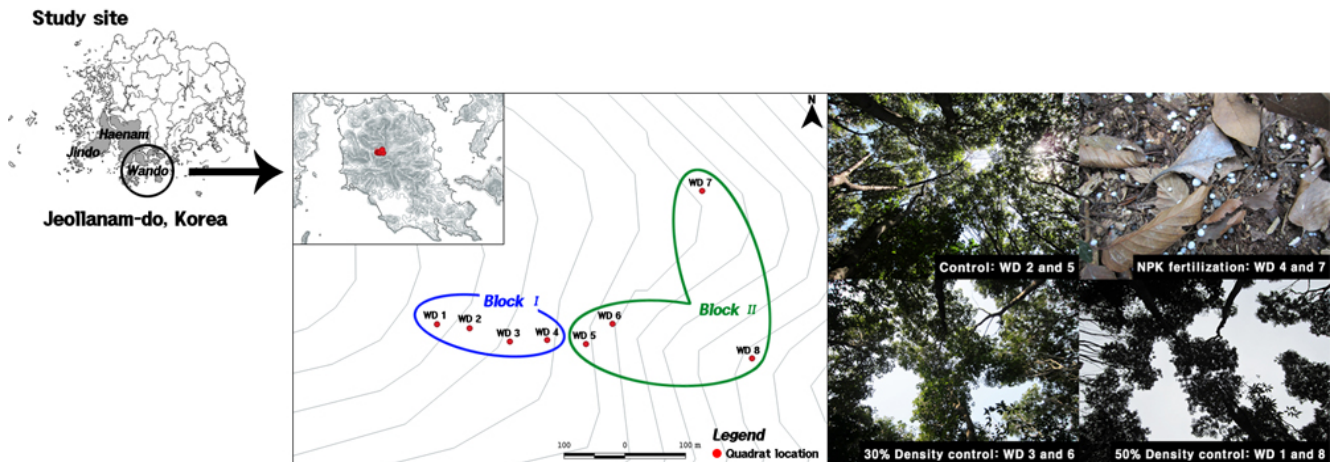 Study site
Haenam
Jindo
Wando
Jeollanam-do, Korea
N
WD 7
Block I
WD 1
WD 2
WD 3
WD 4
WD 6
WD 5
Block II
WD 8
Legend
Quadrat location
100 0 100 m
Control: WD 2 and 5
NPK fertilization: WD 4 and 7
30% Density control: WD 3 and 6
50% Density control: WD 1 and 8